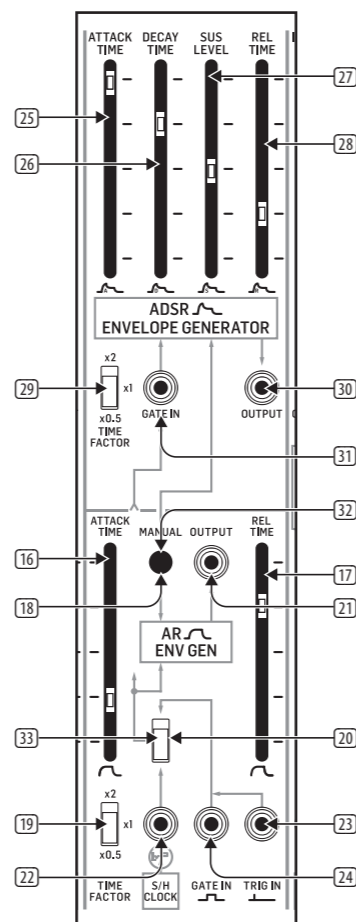 ATTACK TIME
DECAY TIME
SUS LEVEL
REL TIME
25
26
27
28
A
D
S
R
ADSR
ENVELOPE GENERATOR
x2
x1
x0.5
TIME FACTOR
29
GATE IN
OUTPUT
30
31
32
ATTACK TIME
MANUAL
OUTPUT
REL TIME
16
17
18
21
AR
ENV GEN
33
20
x2
x1
x0.5
TIME FACTOR
19
22
S/H CLOCK
GATE IN
TRIG IN
23
24